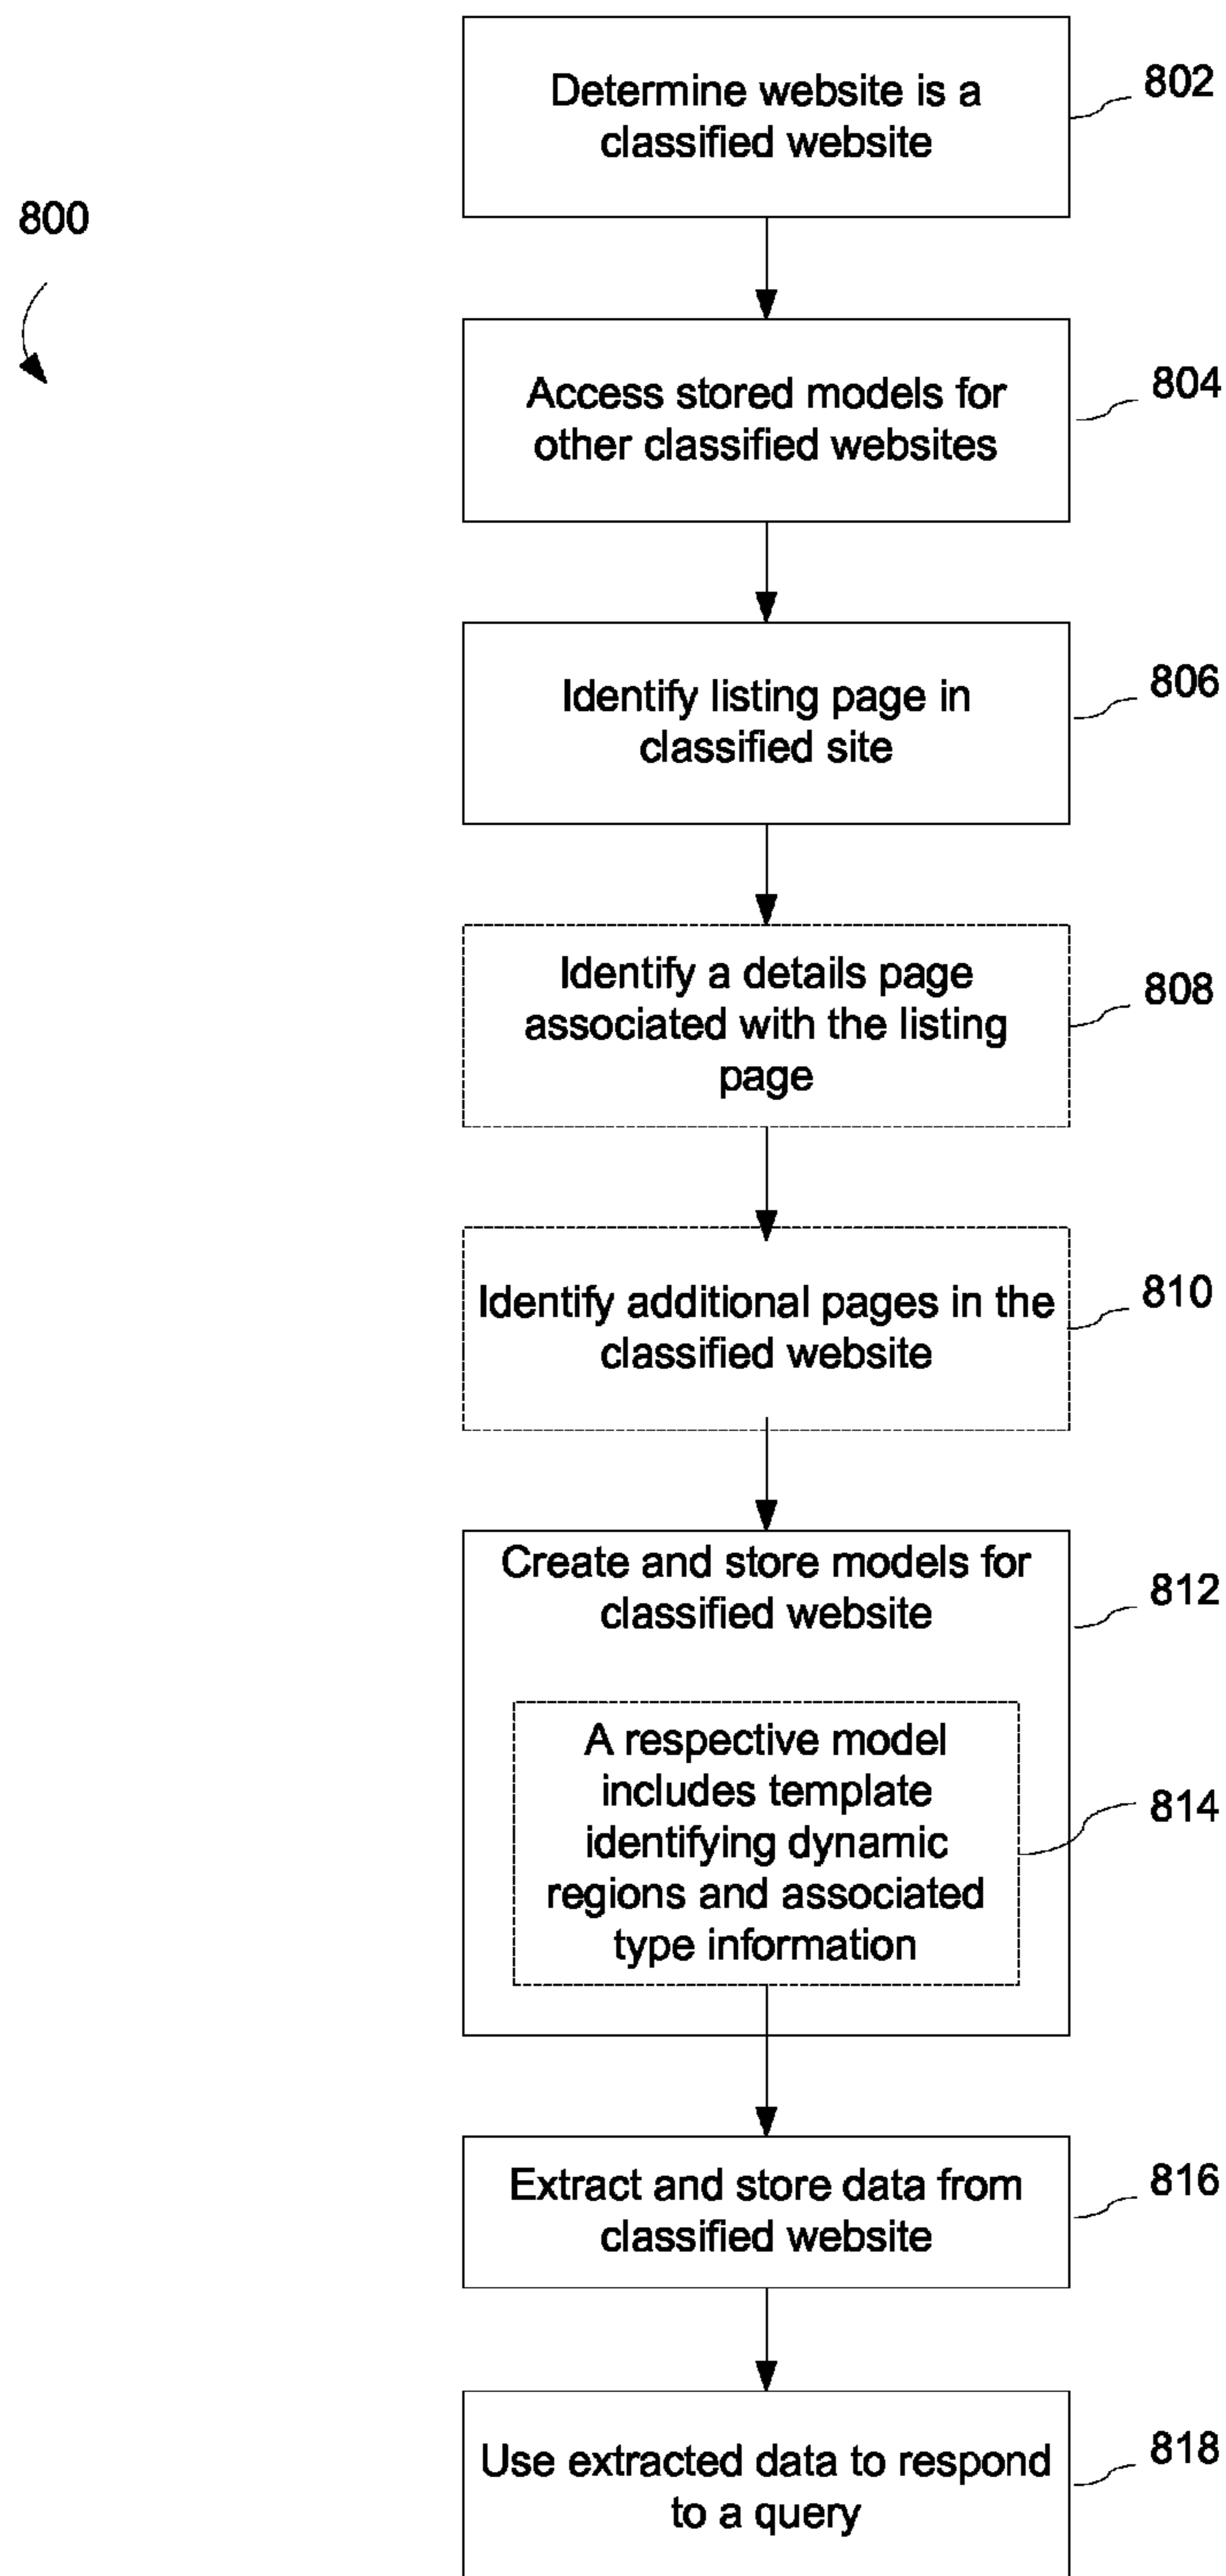 Determine website is a
classified website
802
800
Access stored models for
other classified websites
804
Identify listing page in
classified site
806
Identify a details page
associated with the listing
page
808
Identify additional pages in the
classified website
810
Create and store models for
classified website
812
A respective model
includes template
identifying dynamic
regions and associated
type information
814
Extract and store data from
classified website
816
Use extracted data to respond
to a query
818